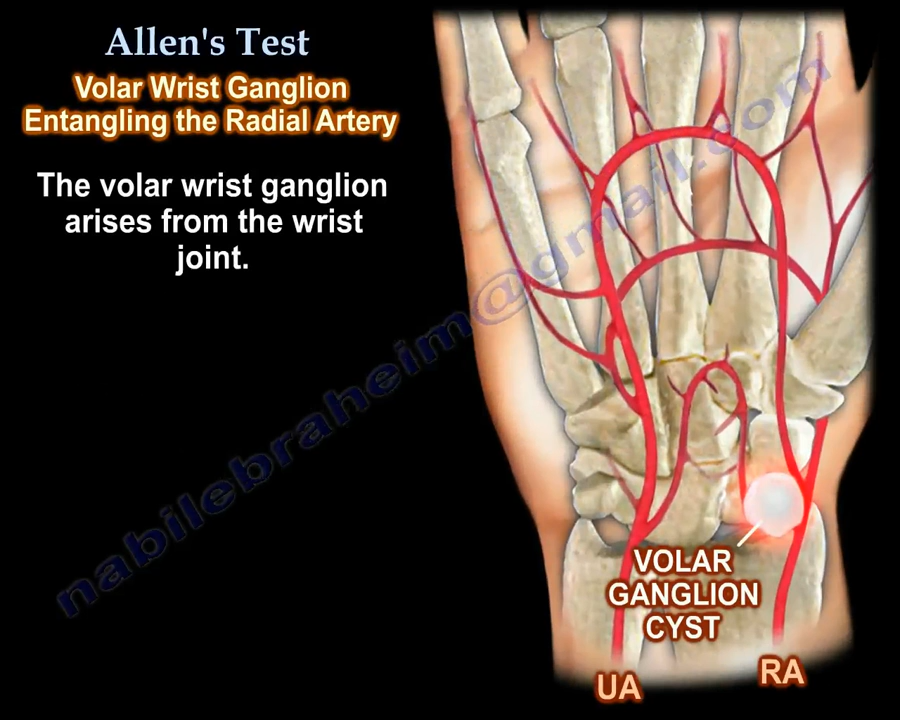 Allen's Test
Volar Wrist Ganglion
Entangling the Radial Artery
The volar wrist ganglion
arises from the wrist
joint.
nabilebraheim@gmail.com
VOLAR
GANGLION
CYST
UA
RA